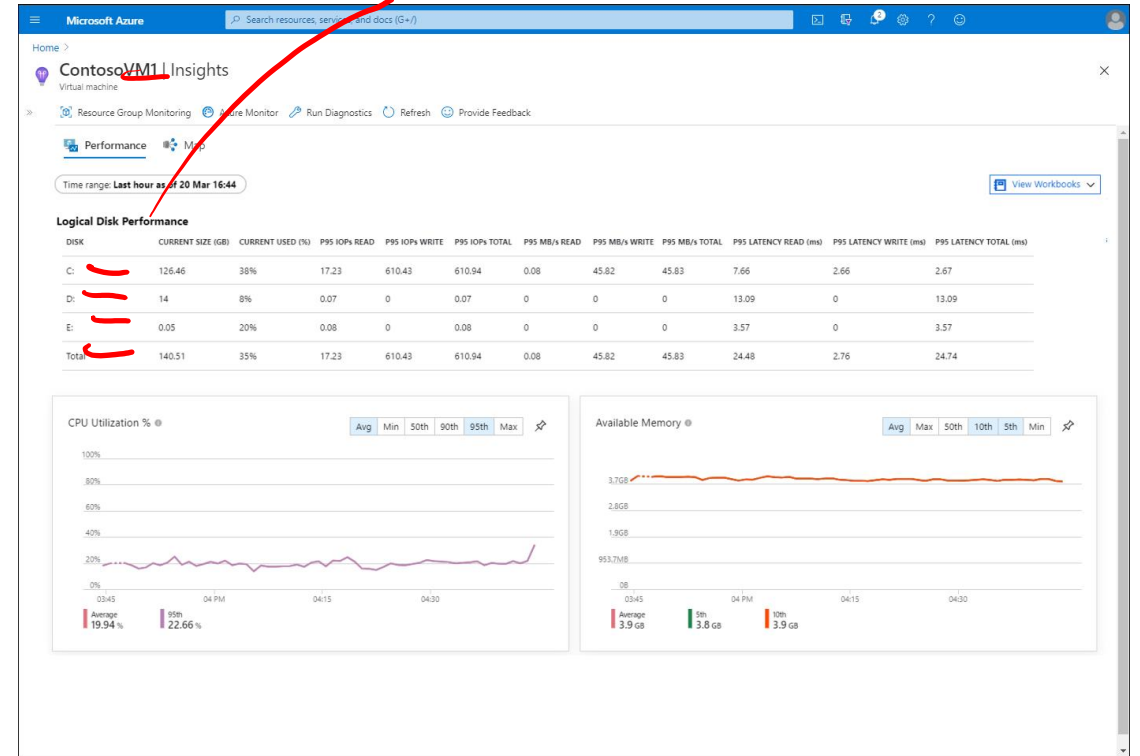 Microsoft Azure
Search resources, services, and docs (G+/)
2
Home >
ContosoVM1 | Insights
Virtual machine
Resource Group Monitoring Azure Monitor Run Diagnostics Refresh Provide Feedback
Performance Map
Time range: Last hour as of 20 Mar 16:44
View Workbooks
Logical Disk Performance
DISK CURRENT SIZE (GB) CURRENT USED (%) P95 IOPs READ P95 IOPs WRITE P95 IOPs TOTAL P95 MB/s READ P95 MB/s WRITE P95 MB/s TOTAL P95 LATENCY READ (ms) P95 LATENCY WRITE (ms) P95 LATENCY TOTAL (ms)
C: 126.46 38% 17.23 610.43 610.94 0.08 45.82 45.83 7.66 2.66 2.67
D: 14 8% 0.07 0 0.07 0 0 0 13.09 0 13.09
E: 0.05 20% 0.08 0 0.08 0 0 0 3.57 0 3.57
Total 140.51 35% 17.23 610.43 610.94 0.08 45.82 45.83 24.48 2.76 24.74
CPU Utilization %
Avg Min 50th 90th 95th Max
100%
80%
60%
40%
20%
0%
03:45 04 PM 04:15 04:30
Average 95th
19.94 % 22.66 %
Available Memory
Avg Max 50th 10th 5th Min
3.7GB
2.8GB
1.9GB
953.7MB
0B
03:45 04 PM 04:15 04:30
Average 5th 10th
3.9 GB 3.8 GB 3.9 GB